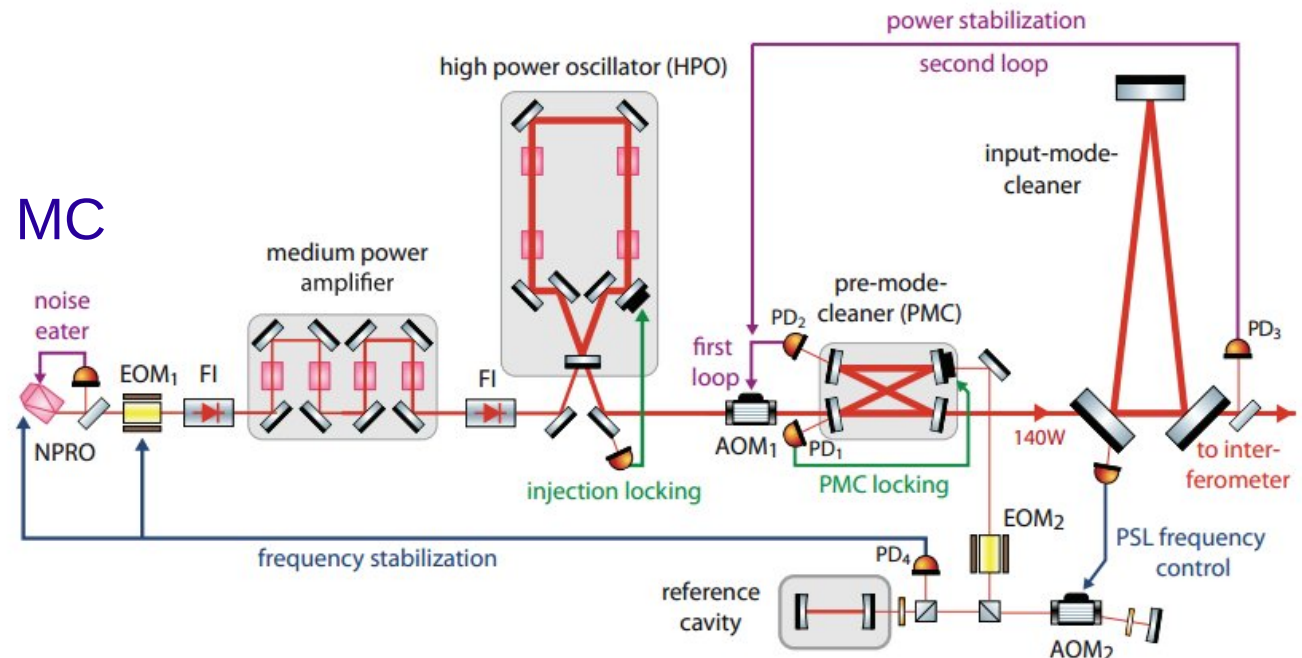 power stabilization
second loop
high power oscillator (HPO)
input-mode-
cleaner
MC
medium power
amplifier
pre-mode-
cleaner (PMC)
noise
eater
PD2
PD3
first
loop
EOM1
FI
FI
NPRO
AOM1
PD1
140W
to inter-
ferometer
injection locking
PMC locking
EOM2
PSL frequency
control
frequency stabilization
PD4
reference
cavity
AOM2